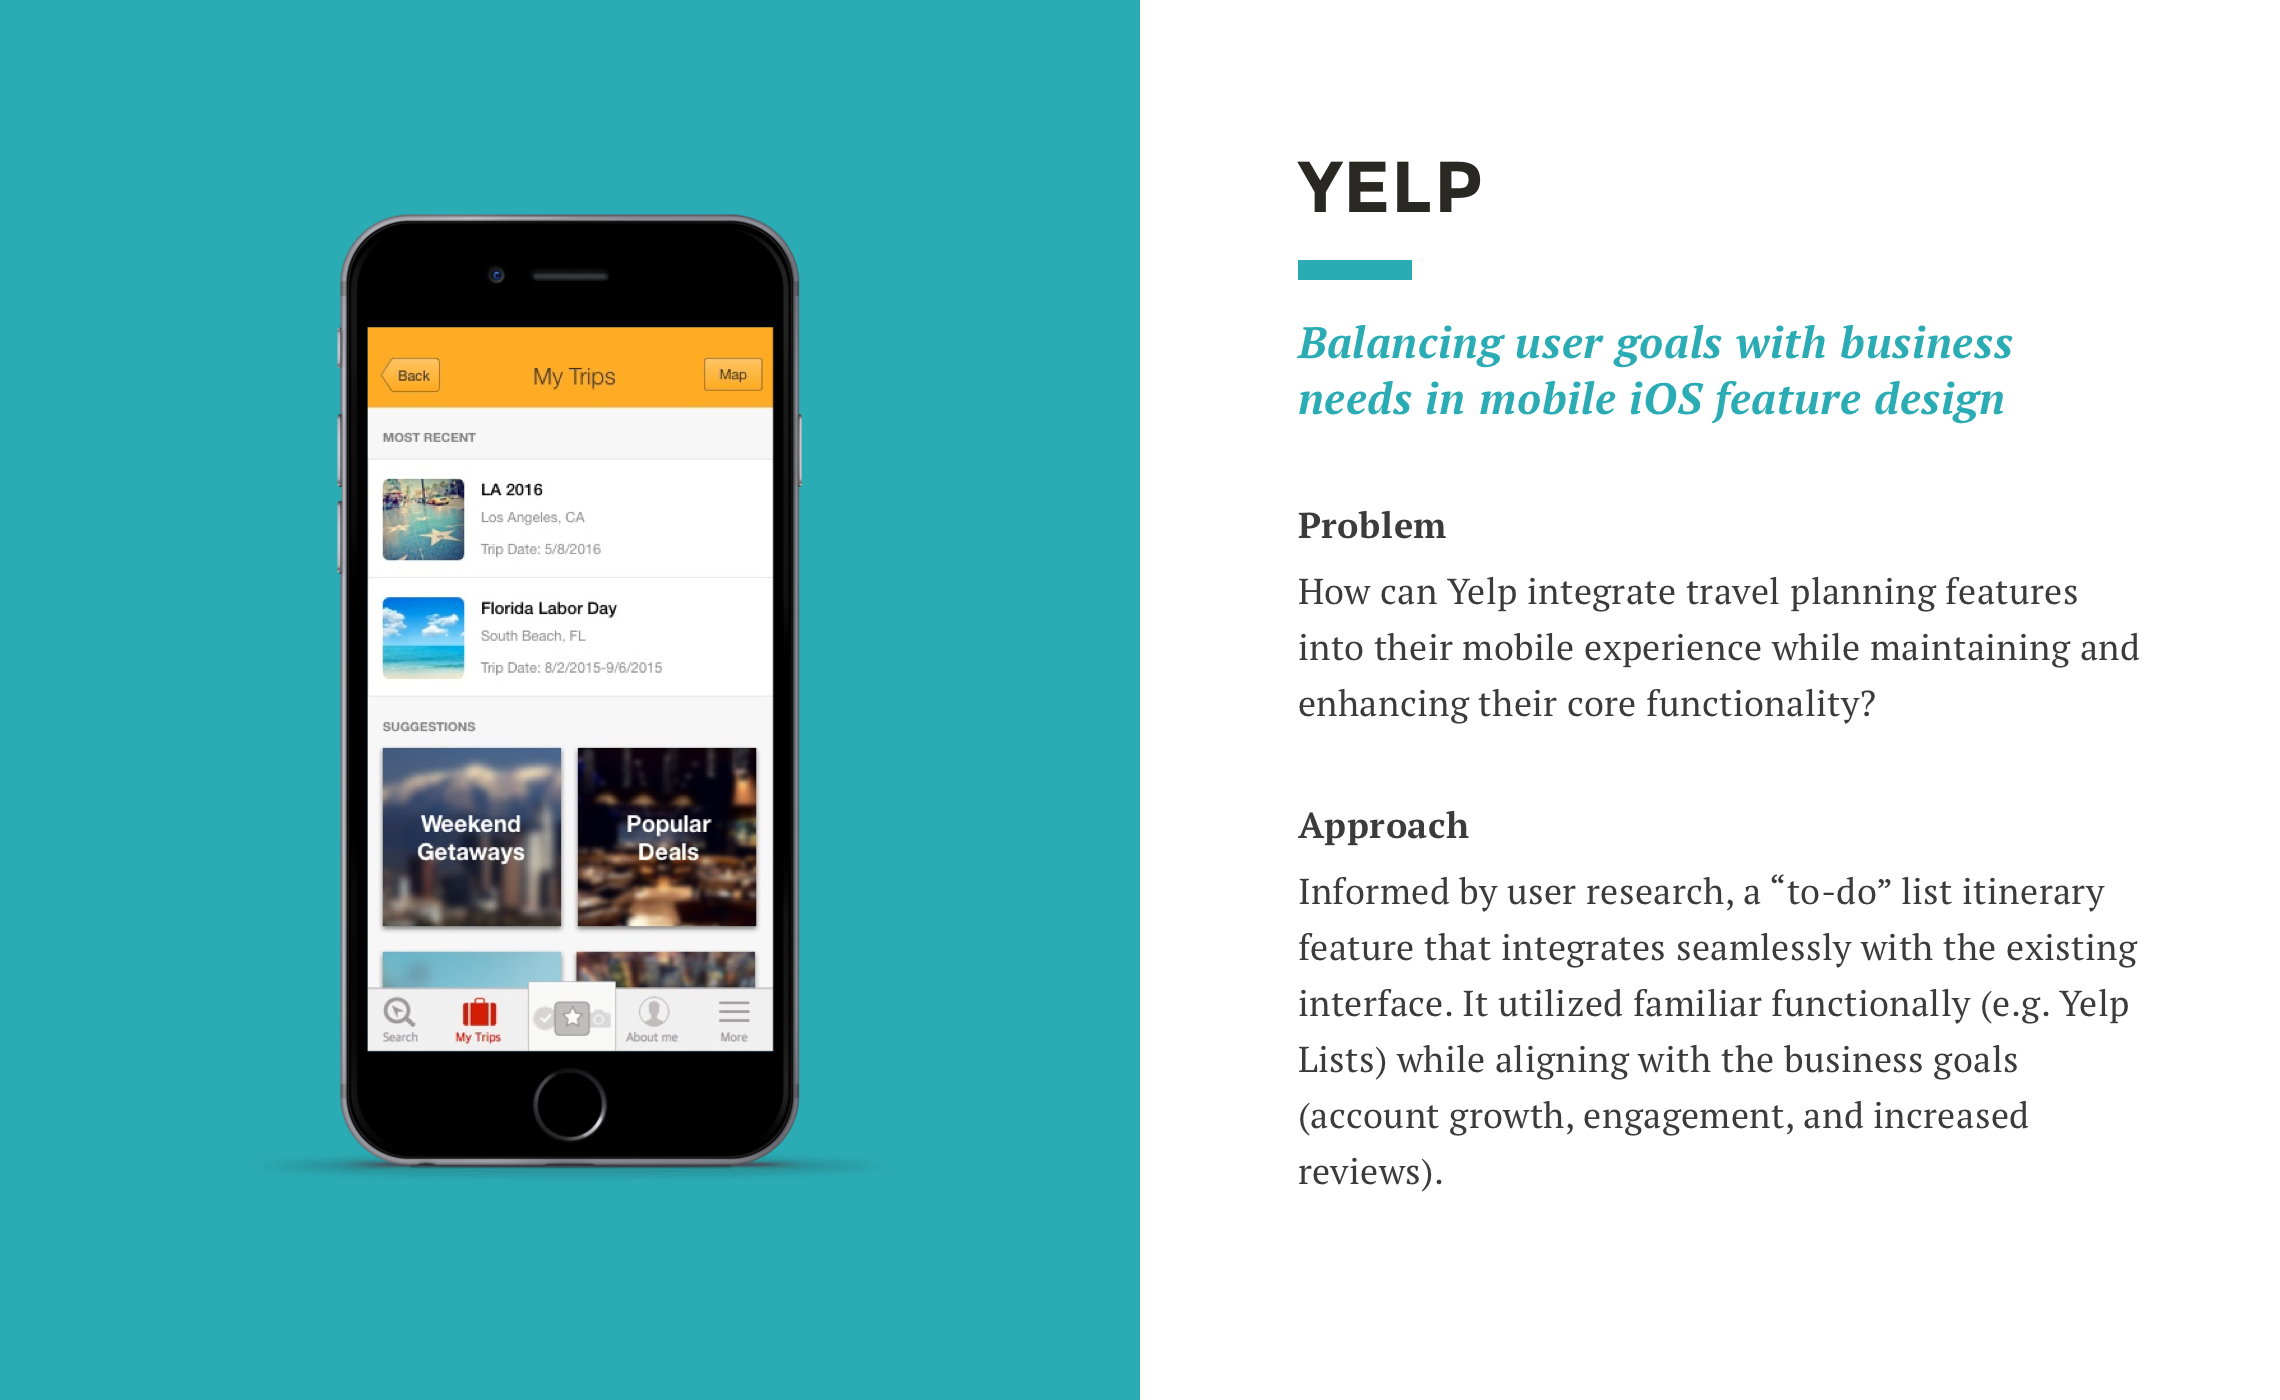 Back
My Trips
Map
MOST RECENT
LA 2016
Los Angeles, CA
Trip Date: 5/8/2016
Florida Labor Day
South Beach, FL
Trip Date: 8/2/2015-9/6/2015
SUGGESTIONS
Weekend
Getaways
Popular
Deals
Search
My Trips
About me
More
YELP
Balancing user goals with business
needs in mobile iOS feature design
Problem
How can Yelp integrate travel planning features
into their mobile experience while maintaining and
enhancing their core functionality?
Approach
Informed by user research, a “to-do” list itinerary
feature that integrates seamlessly with the existing
interface. It utilized familiar functionally (e.g. Yelp
Lists) while aligning with the business goals
(account growth, engagement, and increased
reviews).